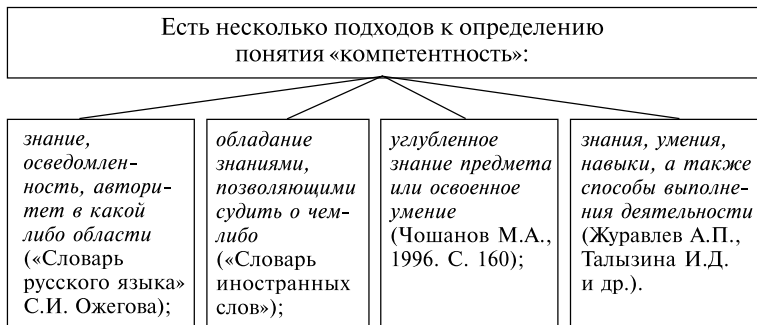 Есть несколько подходов к определению
понятия «компетентность»:
знание,
осведомлен-
ность, автори-
тет в какой
либо области
(«Словарь
русского языка»
С.И. Ожегова);
обладание
знаниями,
позволяющими
судить о чем-
либо
(«Словарь
иностранных
слов»);
углубленное
знание предмета
или освоенное
умение
(Чошанов М.А.,
1996. С. 160);
знания, умения,
навыки, а также
способы выполне-
ния деятельности
(Журавлев А.П.,
Талызина И.Д.
и др.).